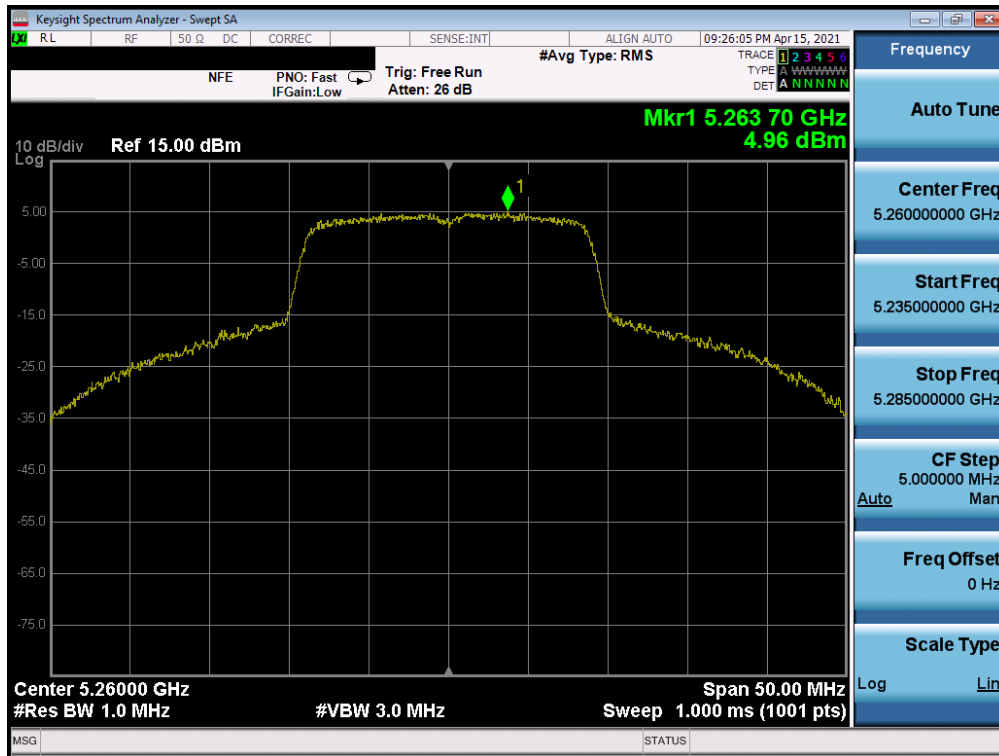 Keysight Spectrum Analyzer - Swept SA
LXI RL RF 50 Ω DC CORREC SENSE:INT ALIGN AUTO 09:26:05 PM Apr 15, 2021
NFE PNO: Fast Trig: Free Run #Avg Type: RMS TRACE 1 2 3 4 5 6
IFGain:Low Atten: 26 dB TYPE A WWWWW
DET A N N N N N
Mkr1 5.263 70 GHz
4.96 dBm
10 dB/div Ref 15.00 dBm
Log
1
5.00
-5.00
-15.0
-25.0
-35.0
-45.0
-55.0
-65.0
-75.0
Center 5.26000 GHz Span 50.00 MHz
#Res BW 1.0 MHz #VBW 3.0 MHz Sweep 1.000 ms (1001 pts)
MSG STATUS
Frequency
Auto Tune
Center Freq
5.260000000 GHz
Start Freq
5.235000000 GHz
Stop Freq
5.285000000 GHz
CF Step
5.000000 MHz
Auto Man
Freq Offset
0 Hz
Scale Type
Log Lin